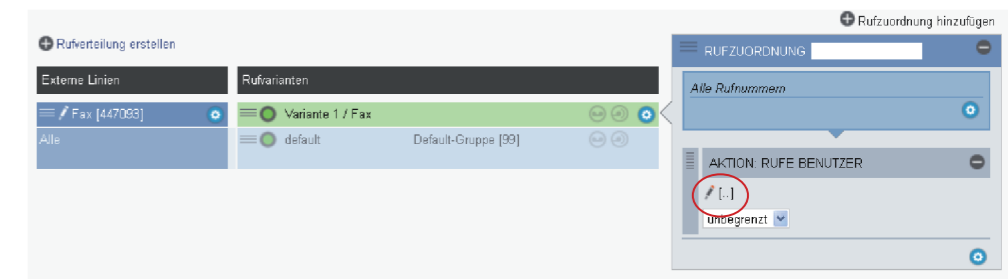 Rufzuordnung hinzufügen
Rufverteilung erstellen
RUFZUORDNUNG
Externe Linien
Rufvarianten
Alle Rufnummern
Fax [447093]
Variante 1 / Fax
Alle
default
Default-Gruppe [99]
AKTION: RUFE BENUTZER
[..]
unbegrenzt